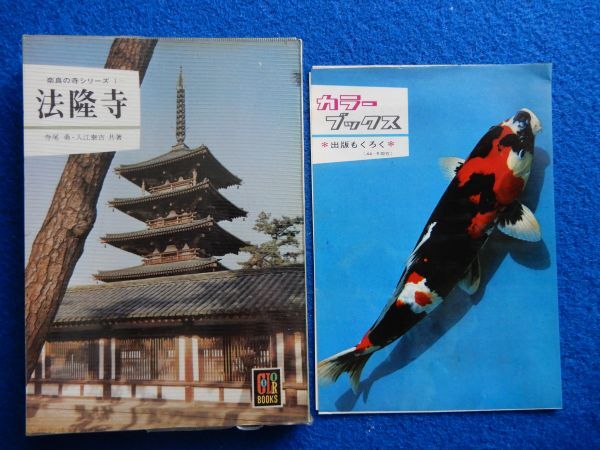 奈良の寺シリーズ 1
法隆寺
寺尾 勇・入江泰吉 共著
COLOR
BOOKS
カラー
ブックス
*出版もくろく*